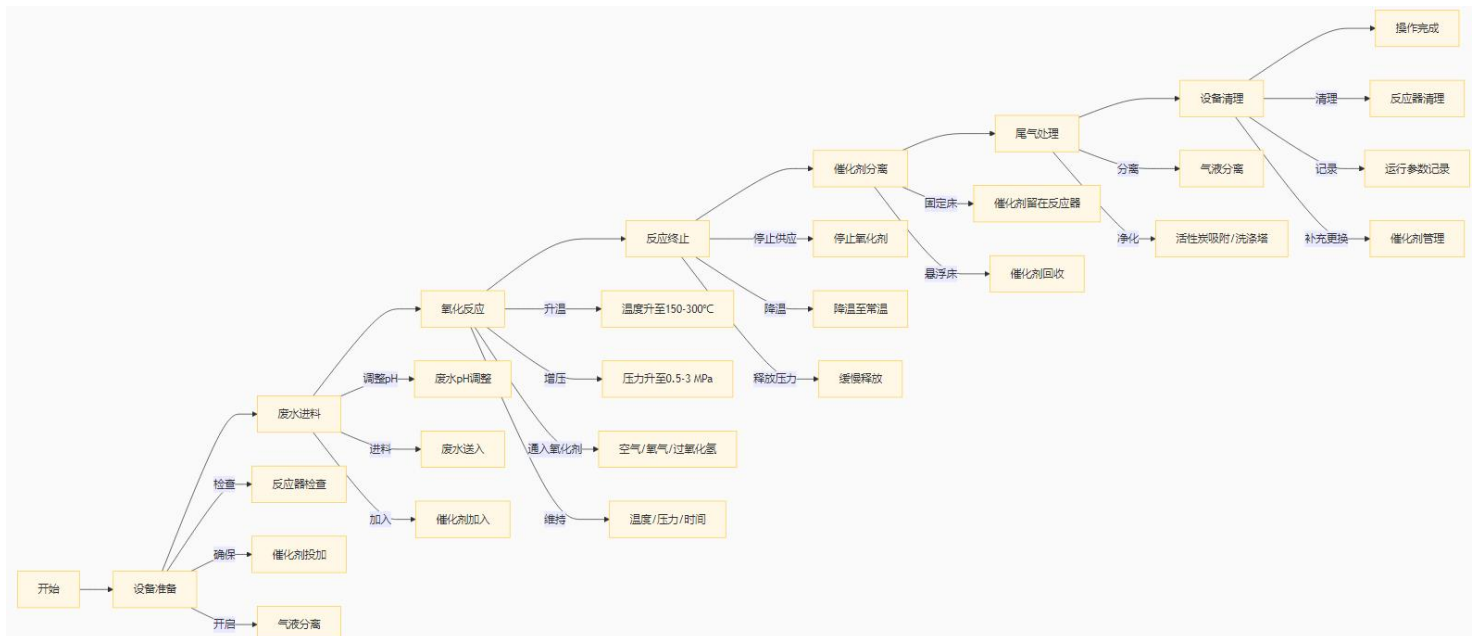 操作完成
设备清理
清理
反应器清理
尾气处理
记录
运行参数记录
分离
气液分离
催化剂分离
固定床
催化剂留在反应器
净化
活性炭吸附/洗涤塔
补充更换
催化剂管理
反应终止
停止供应
停止氧化剂
悬浮床
催化剂回收
氧化反应
升温
温度升至150-300℃
降温
降温至常温
调整pH
废水pH调整
增压
压力升至0.5-3 MPa
释放压力
缓慢释放
废水进料
进料
废水送入
通入氧化剂
空气/氧气/过氧化氢
检查
反应器检查
加入
催化剂加入
维持
温度/压力/时间
确保
催化剂投加
开始
设备准备
开启
气液分离